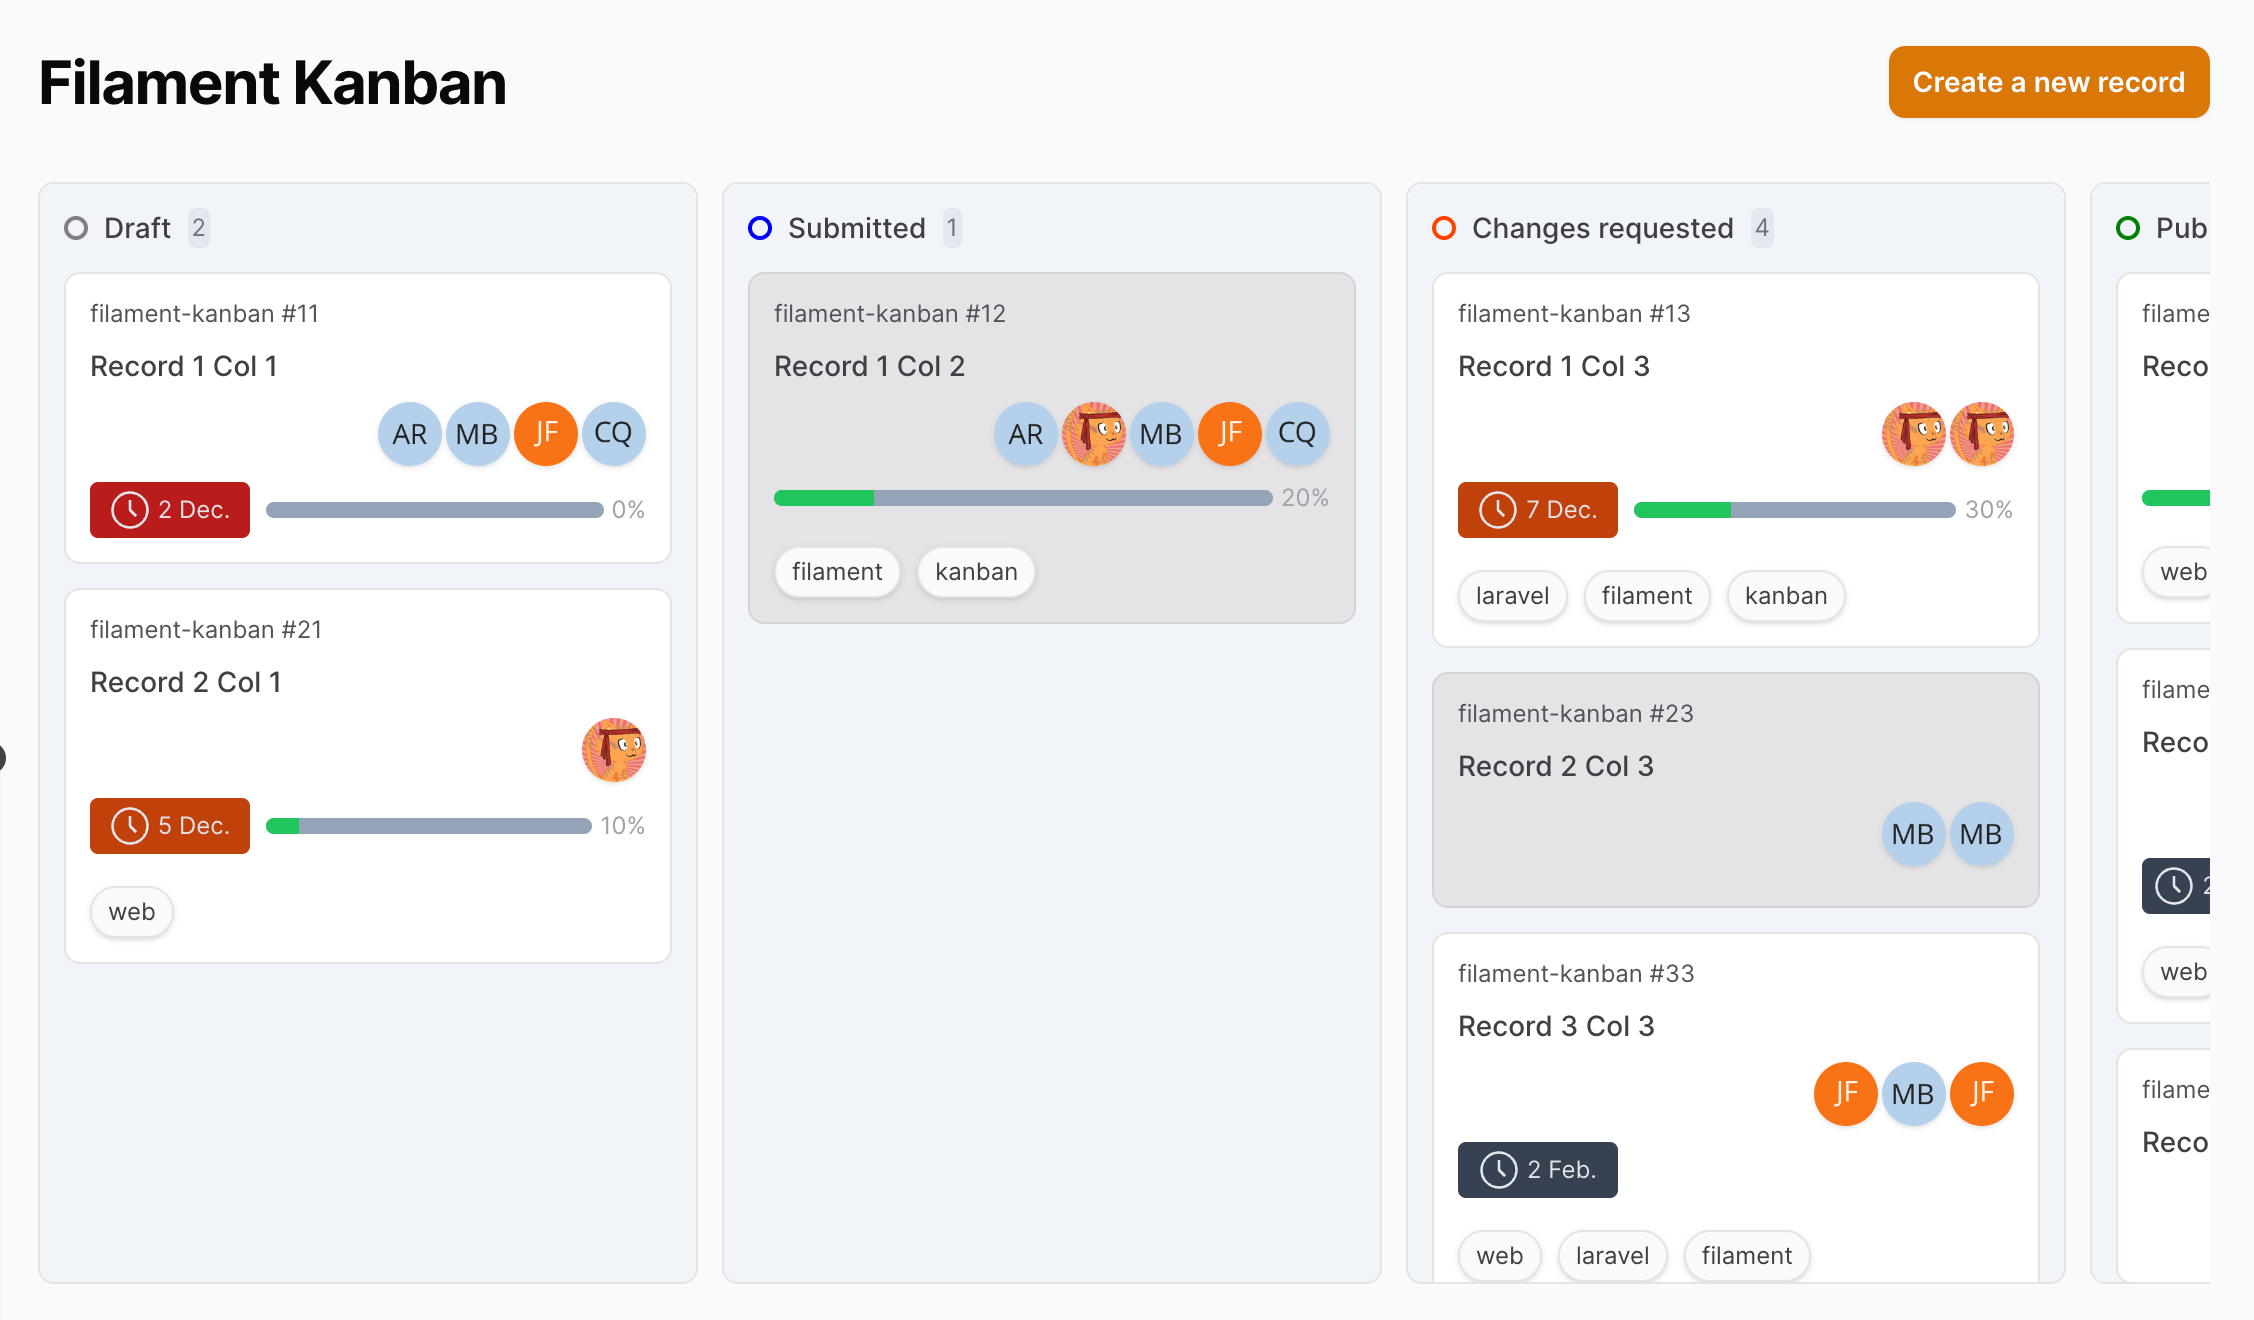 Filament Kanban
Create a new record
Draft 2
filament-kanban #11
Record 1 Col 1
AR MB JF CQ
2 Dec. 0%
filament-kanban #21
Record 2 Col 1
5 Dec. 10%
web
Submitted 1
filament-kanban #12
Record 1 Col 2
AR MB JF CQ
20%
filament kanban
Changes requested 4
filament-kanban #13
Record 1 Col 3
7 Dec. 30%
laravel filament kanban
filament-kanban #23
Record 2 Col 3
MB MB
filament-kanban #33
Record 3 Col 3
JF MB JF
2 Feb.
web laravel filament
Pub
filame
Reco
web
filame
Reco
2
web
filame
Reco